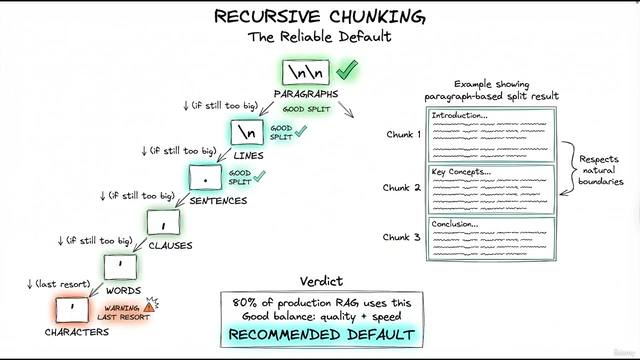 RECURSIVE CHUNKING
The Reliable Default
\n\n
PARAGRAPHS
GOOD SPLIT
↓ (if still too big)
\n
GOOD
SPLIT
LINES
↓ (if still too big)
.
GOOD
SPLIT
SENTENCES
↓ (if still too big)
,
CLAUSES
↓ (if still too big)
'
WORDS
↓ (last resort)
'
WARNING
LAST RESORT
CHARACTERS
Example showing
paragraph-based split result
Chunk 1
Introduction...
Chunk 2
Key Concepts...
Chunk 3
Conclusion...
Respects
natural
boundaries
Verdict
80% of production RAG uses this
Good balance: quality + speed
RECOMMENDED DEFAULT